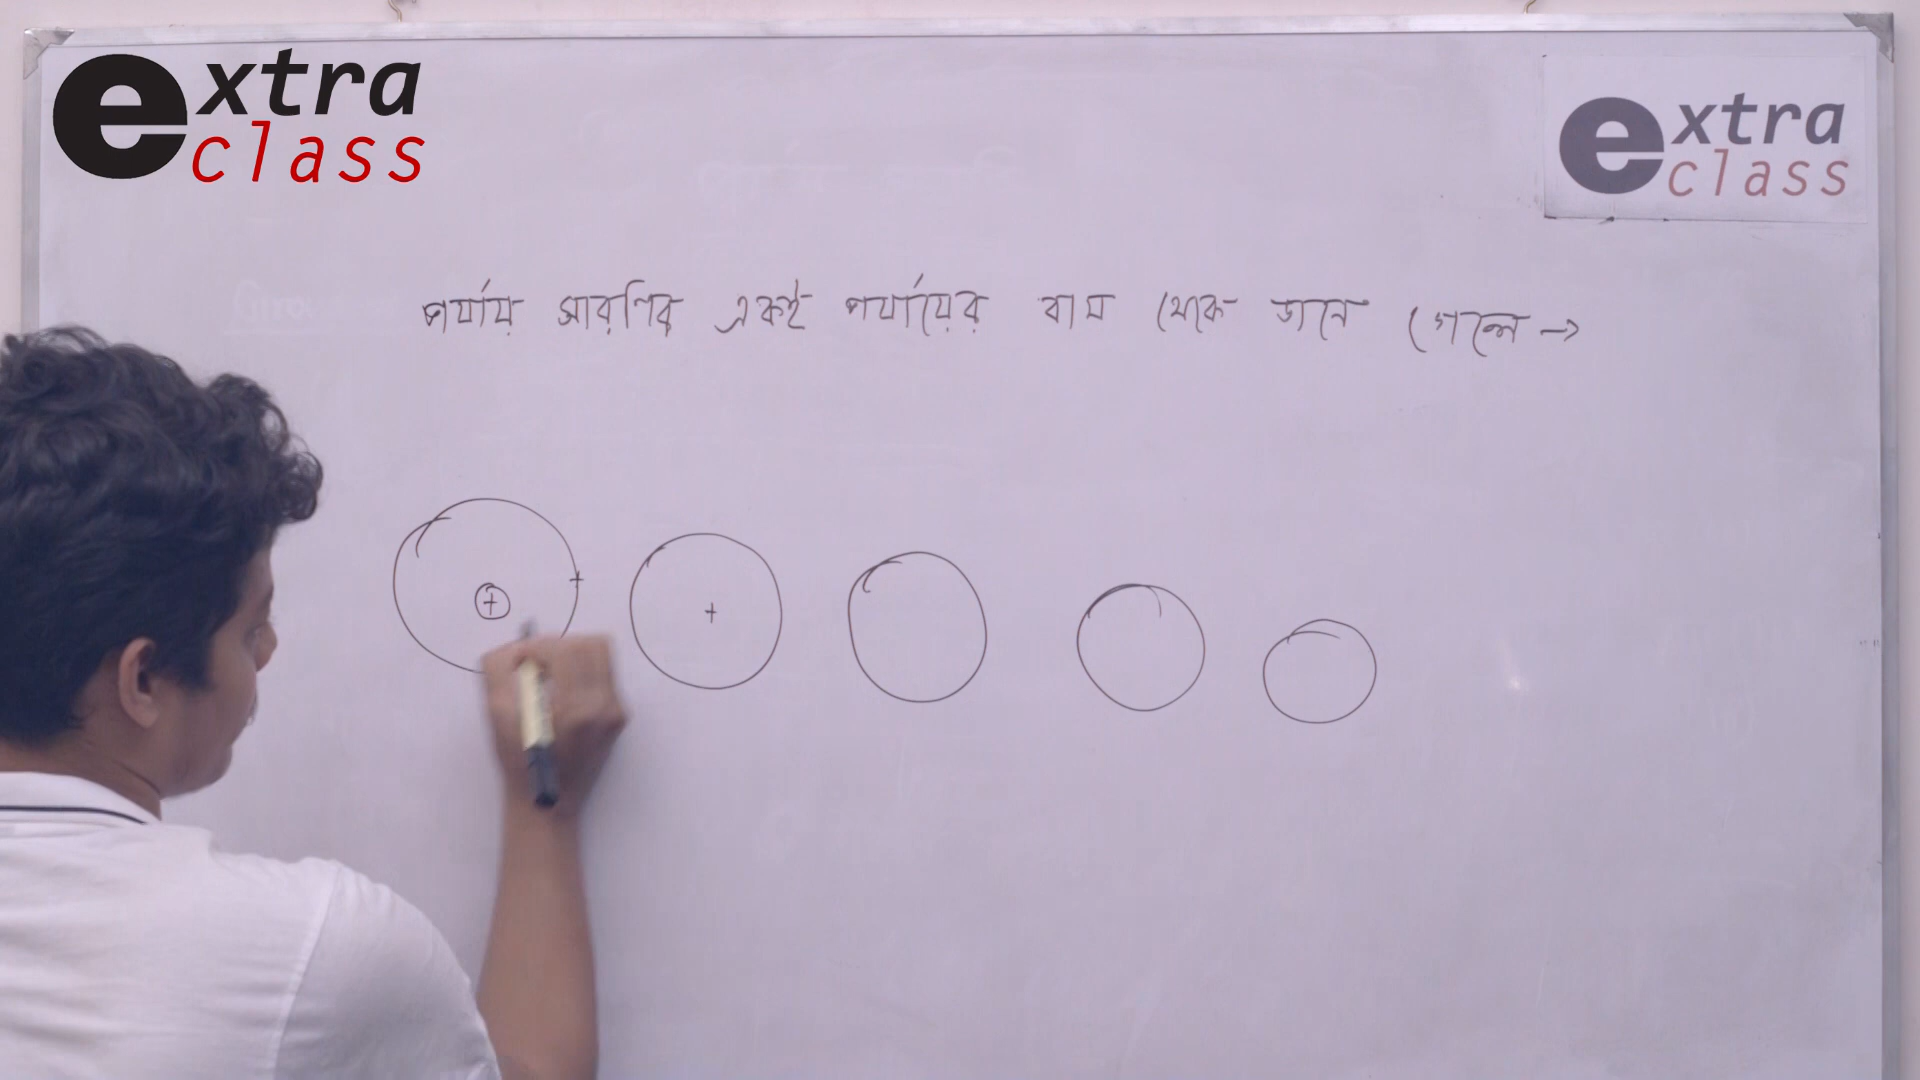 extra
class
extra
class
পর্যায় সারণির একই পর্যায়ের বাম থেকে ডানে গেলে →
+ +
+